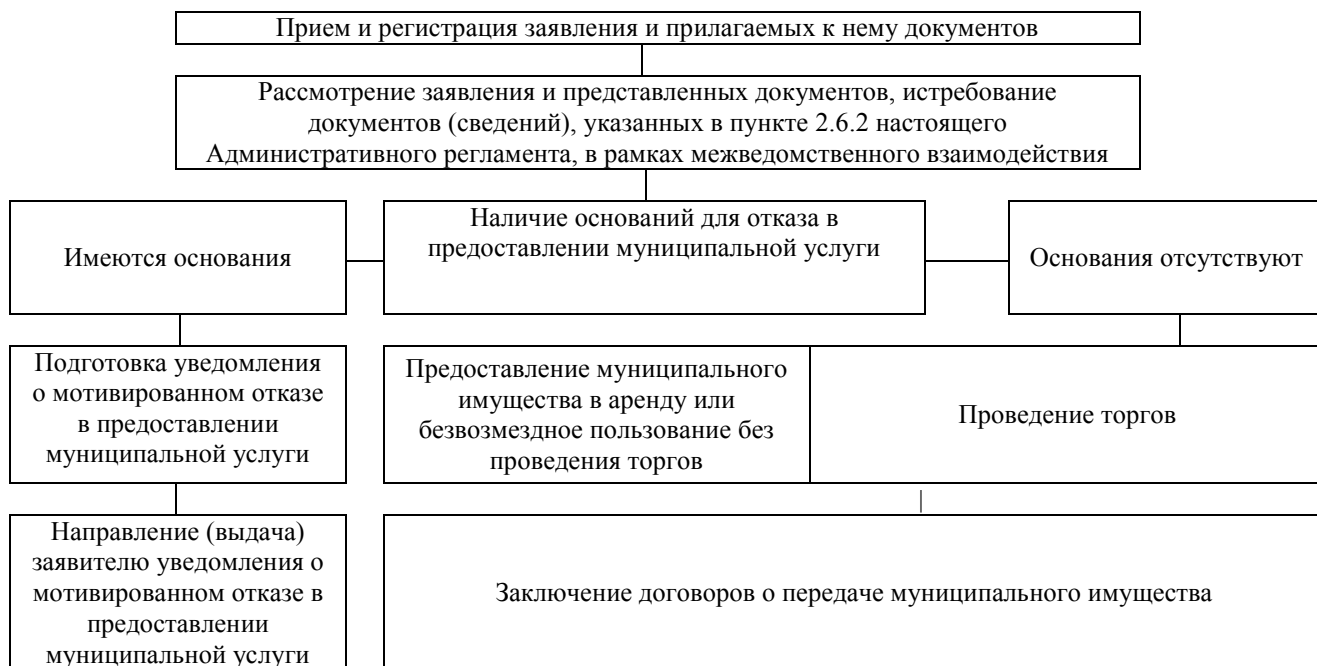 Прием и регистрация заявления и прилагаемых к нему документов
Рассмотрение заявления и представленных документов, истребование
документов (сведений), указанных в пункте 2.6.2 настоящего
Административного регламента, в рамках межведомственного взаимодействия
Имеются основания
Наличие оснований для отказа в
предоставлении муниципальной услуги
Основания отсутствуют
Подготовка уведомления
о мотивированном отказе
в предоставлении
муниципальной услуги
Предоставление муниципального
имущества в аренду или
безвозмездное пользование без
проведения торгов
Проведение торгов
Направление (выдача)
заявителю уведомления о
мотивированном отказе в
предоставлении
муниципальной услуги
Заключение договоров о передаче муниципального имущества